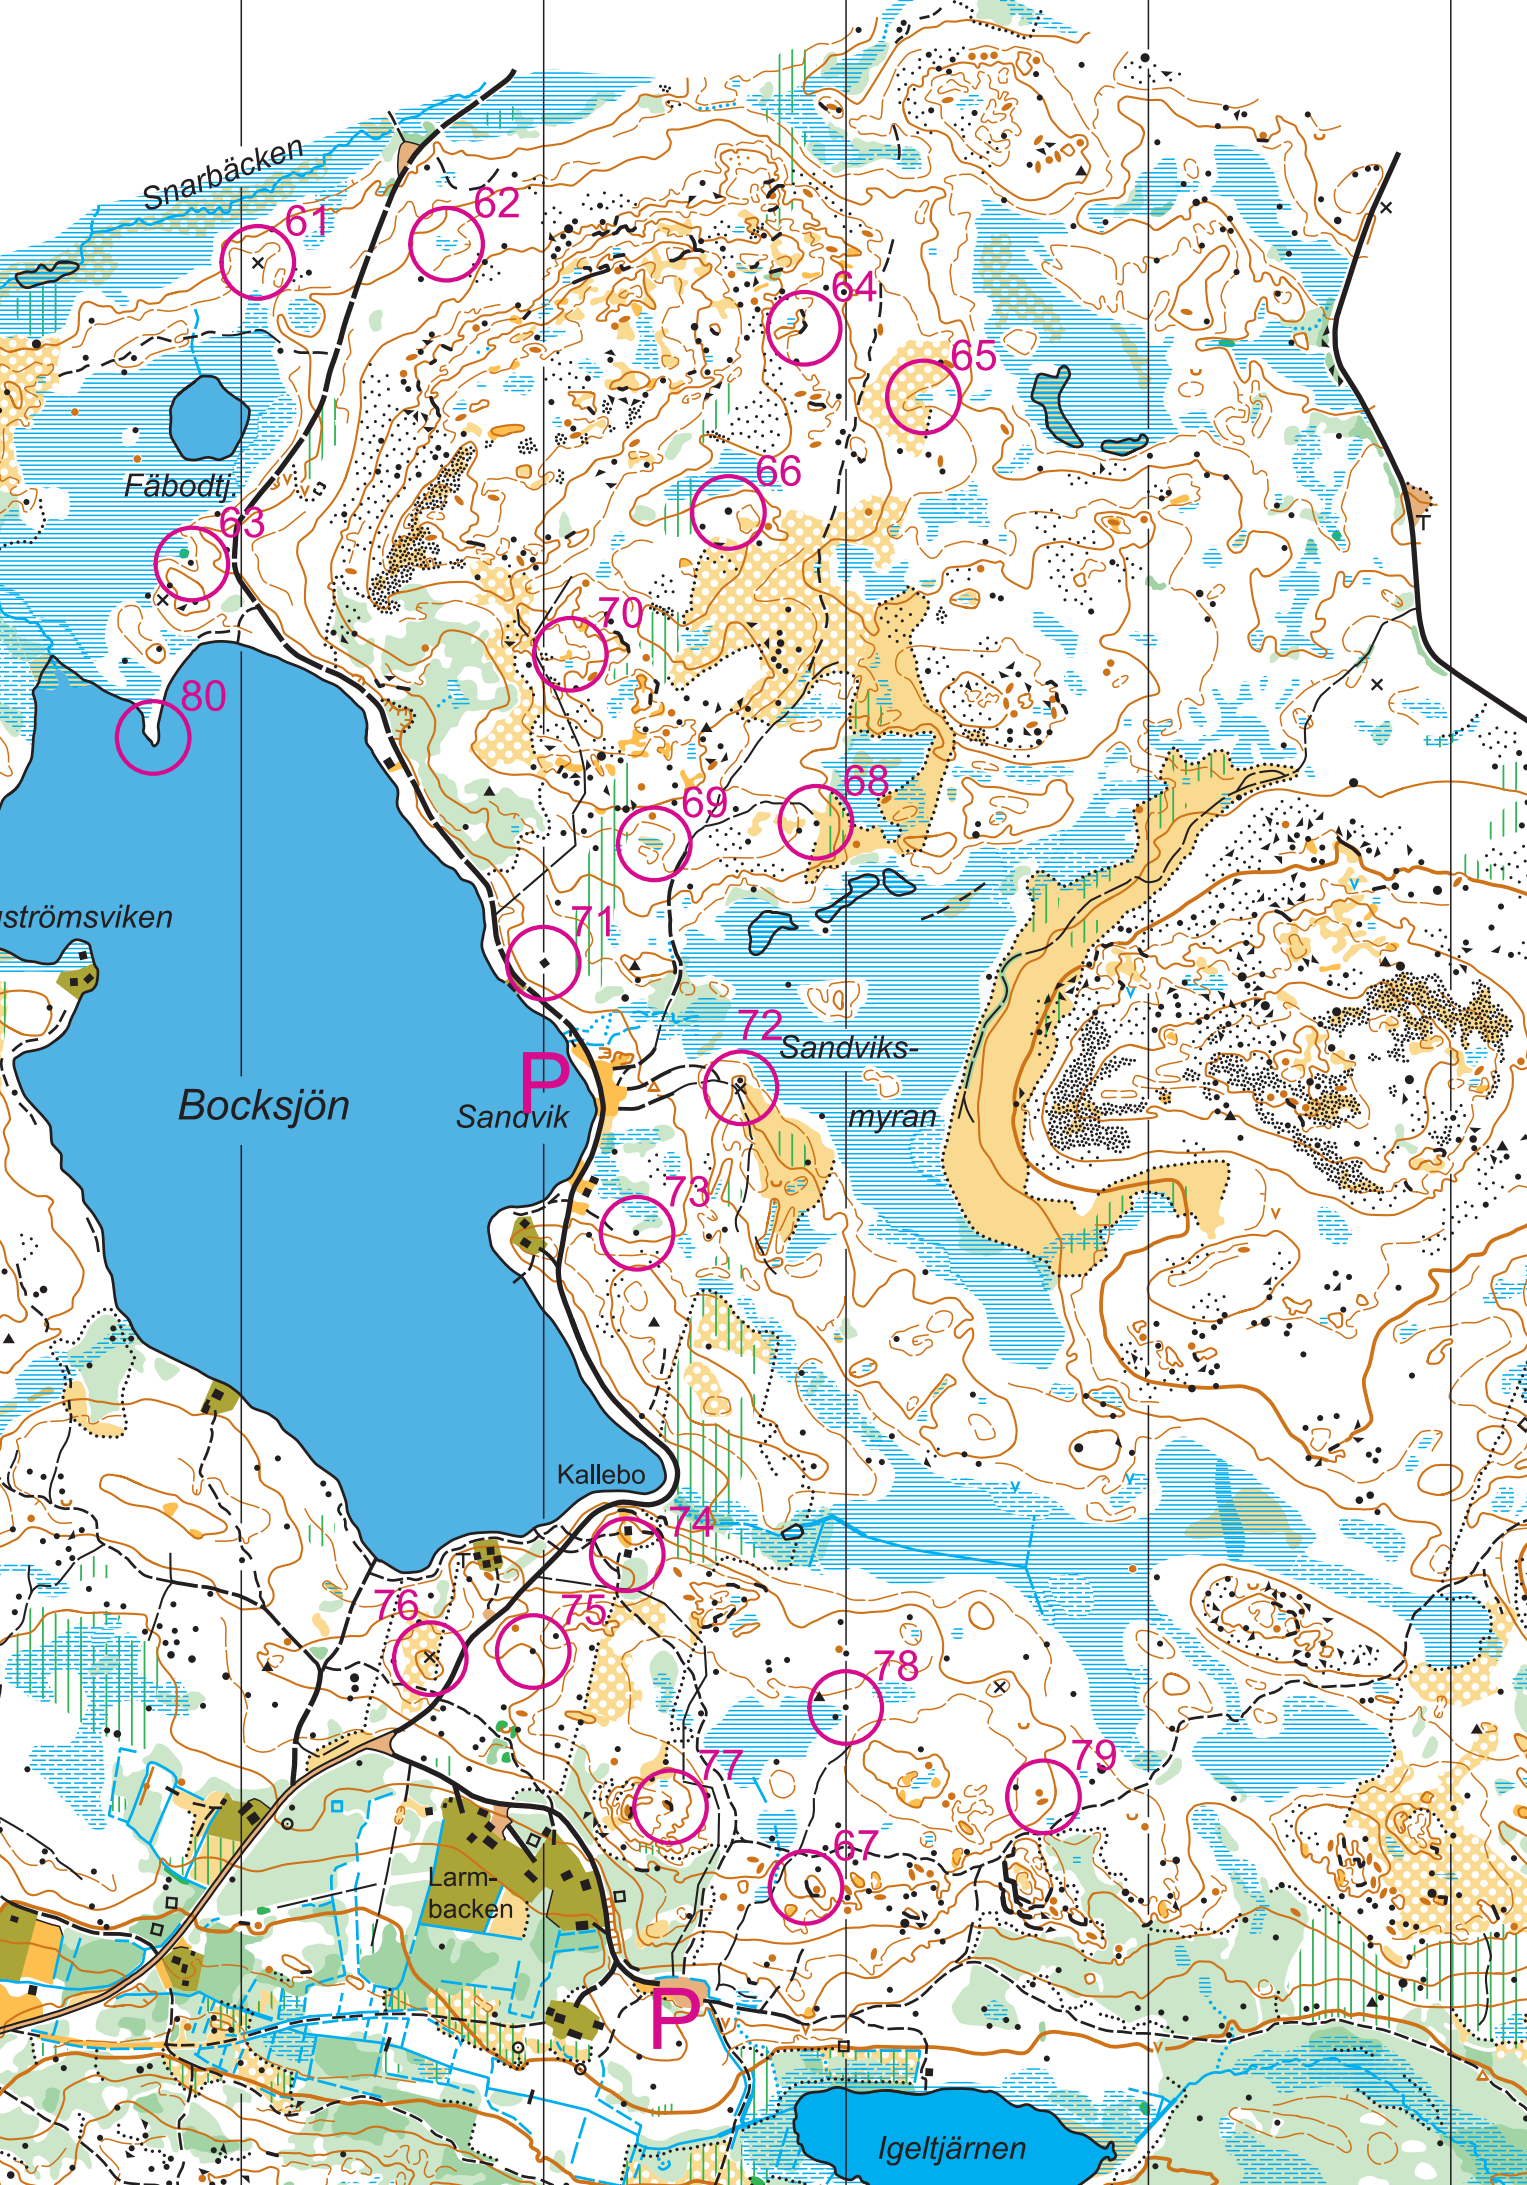 Snarbäcken
61
62
64
65
Fäbodtj.
66
63
70
80
68
69
strömsviken
71
72
Sandviks-
P
Bocksjön
Sandvik
myran
73
Kallebo
74
76
75
78
79
77
67
Larm-
backen
P
Igeltjärnen
T
T